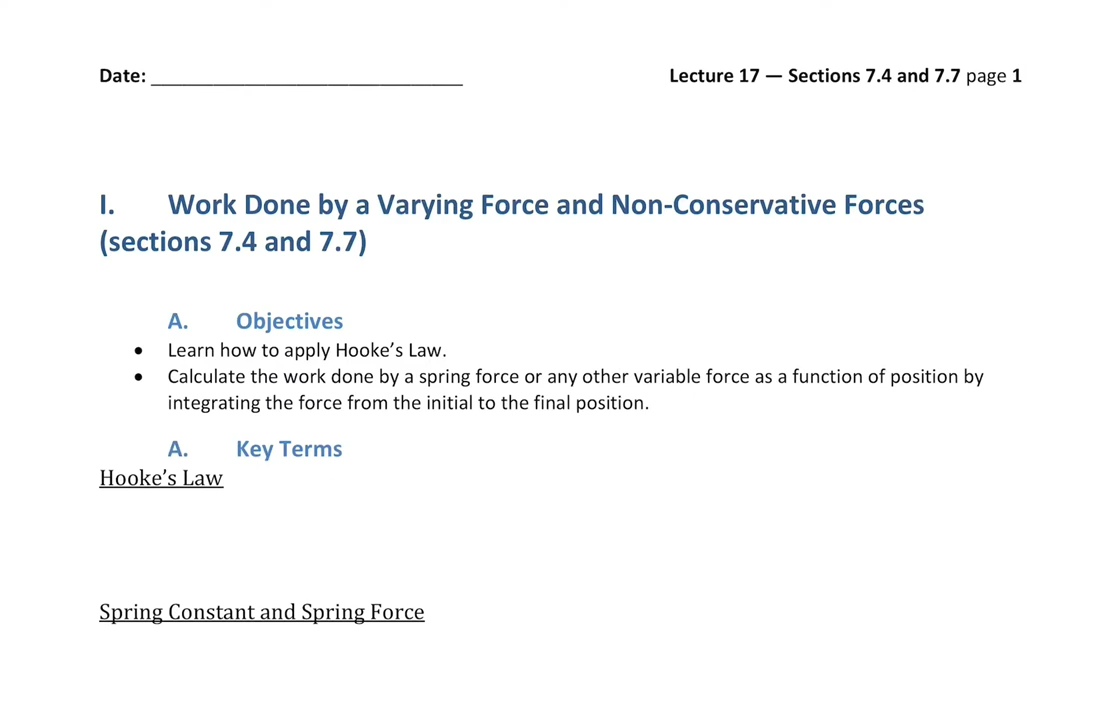 Date: ______________________________ Lecture 17 — Sections 7.4 and 7.7 page 1
I. Work Done by a Varying Force and Non-Conservative Forces
(sections 7.4 and 7.7)
A. Objectives
• Learn how to apply Hooke’s Law.
• Calculate the work done by a spring force or any other variable force as a function of position by
integrating the force from the initial to the final position.
A. Key Terms
Hooke’s Law
Spring Constant and Spring Force